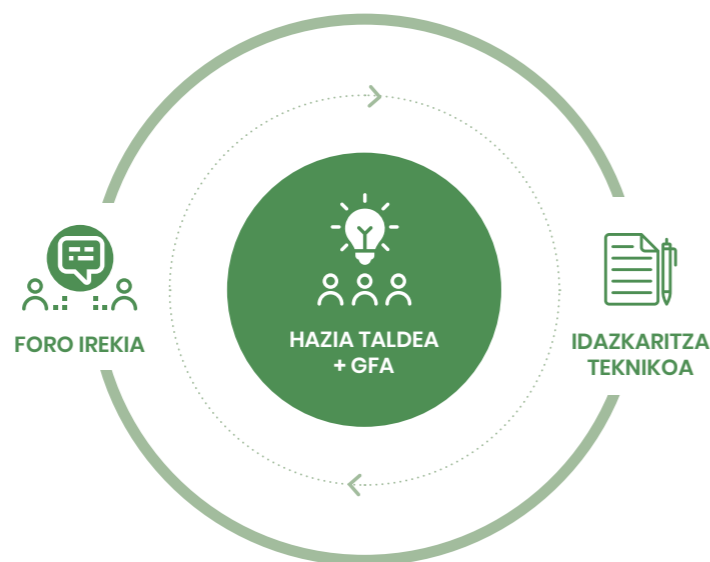 FORO IREKIA
HAZIA TALDEA
+ GFA
IDAZKARITZA
TEKNIKOA